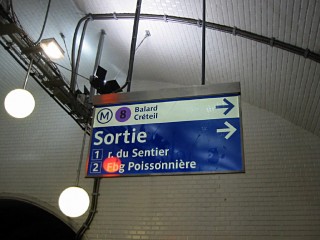 M 8 Balard
Créteil
Sortie
1 r. du Sentier
2 Fbg Poissonnière